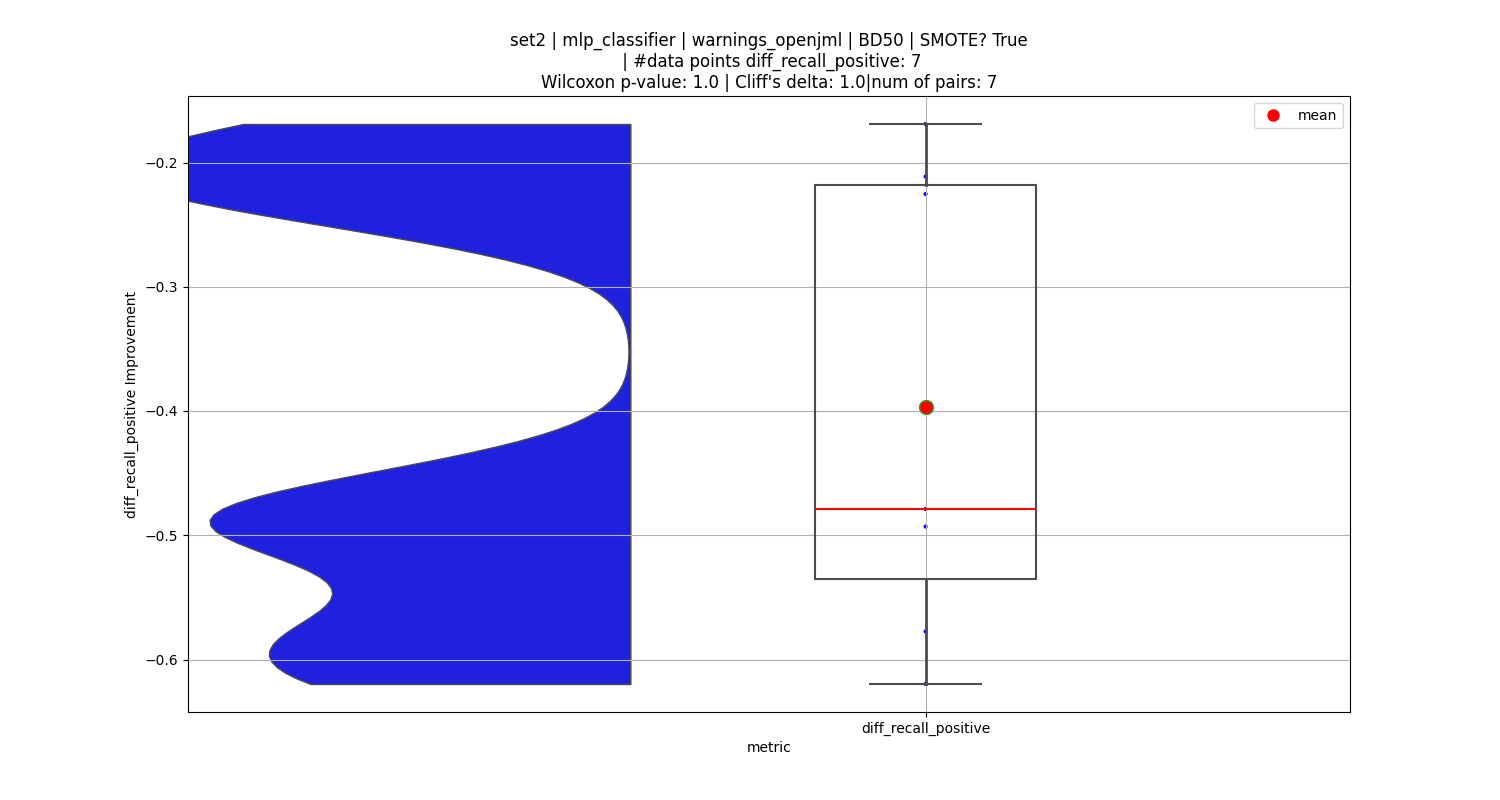 set2 | mlp_classifier | warnings_openjml | BD50 | SMOTE? True
| #data points diff_recall_positive: 7
Wilcoxon p-value: 1.0 | Cliff's delta: 1.0|num of pairs: 7
mean
−0.2
−0.3
−0.4
−0.5
−0.6
diff_recall_positive Improvement
diff_recall_positive
metric